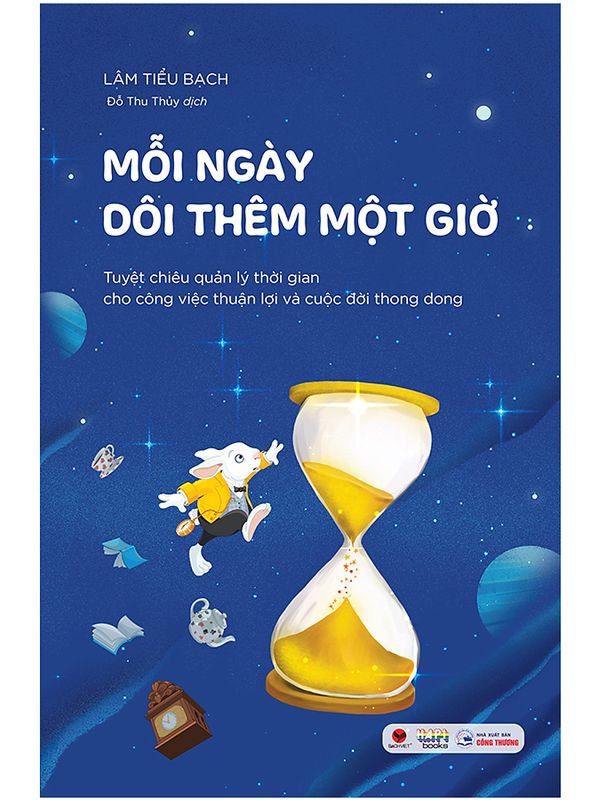 LÂM TIỂU BẠCH
Đỗ Thu Thủy dịch
MỖI NGÀY
DÔI THÊM MỘT GIỜ
Tuyệt chiêu quản lý thời gian
cho công việc thuận lợi và cuộc đời thong dong
BÁCH VIỆT
books
NHÀ XUẤT BẢN
CÔNG THƯƠNG